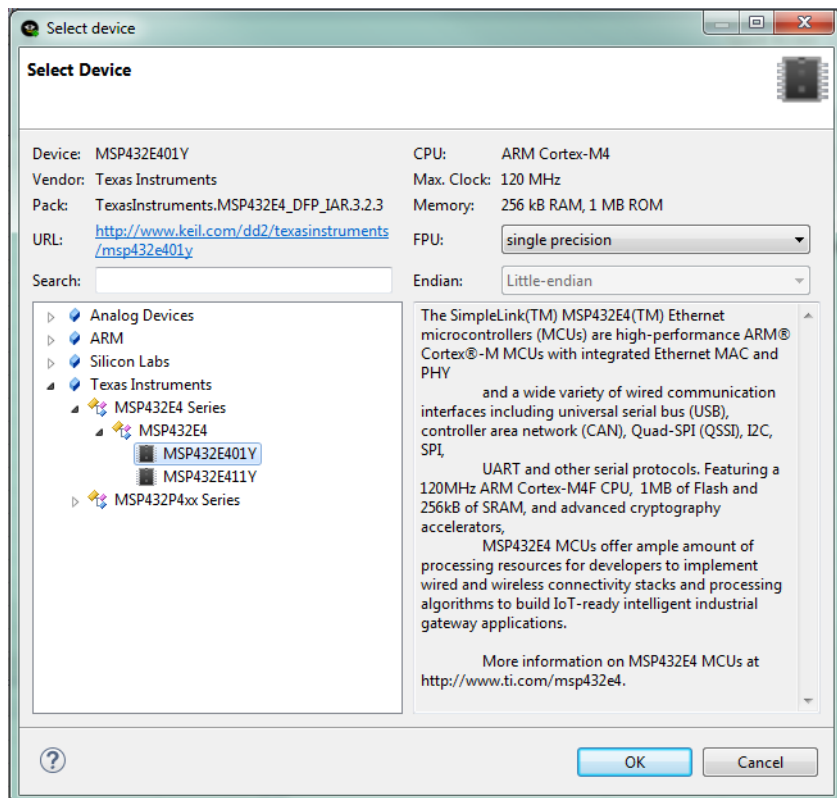 Select device
Select Device
Device: MSP432E401Y
Vendor: Texas Instruments
Pack: TexasInstruments.MSP432E4_DFP_IAR.3.2.3
URL: http://www.keil.com/dd2/texasinstruments
/msp432e401y
Search:
CPU: ARM Cortex-M4
Max. Clock: 120 MHz
Memory: 256 kB RAM, 1 MB ROM
FPU: single precision
Endian: Little-endian
Analog Devices
ARM
Silicon Labs
Texas Instruments
MSP432E4 Series
MSP432E4
MSP432E401Y
MSP432E411Y
MSP432P4xx Series
The SimpleLink(TM) MSP432E4(TM) Ethernet
microcontrollers (MCUs) are high-performance ARM®
Cortex®-M MCUs with integrated Ethernet MAC and
PHY
and a wide variety of wired communication
interfaces including universal serial bus (USB),
controller area network (CAN), Quad-SPI (QSSI), I2C,
SPI,
UART and other serial protocols. Featuring a
120MHz ARM Cortex-M4F CPU, 1MB of Flash and
256kB of SRAM, and advanced cryptography
accelerators,
MSP432E4 MCUs offer ample amount of
processing resources for developers to implement
wired and wireless connectivity stacks and processing
algorithms to build IoT-ready intelligent industrial
gateway applications.
More information on MSP432E4 MCUs at
http://www.ti.com/msp432e4.
?
OK
Cancel